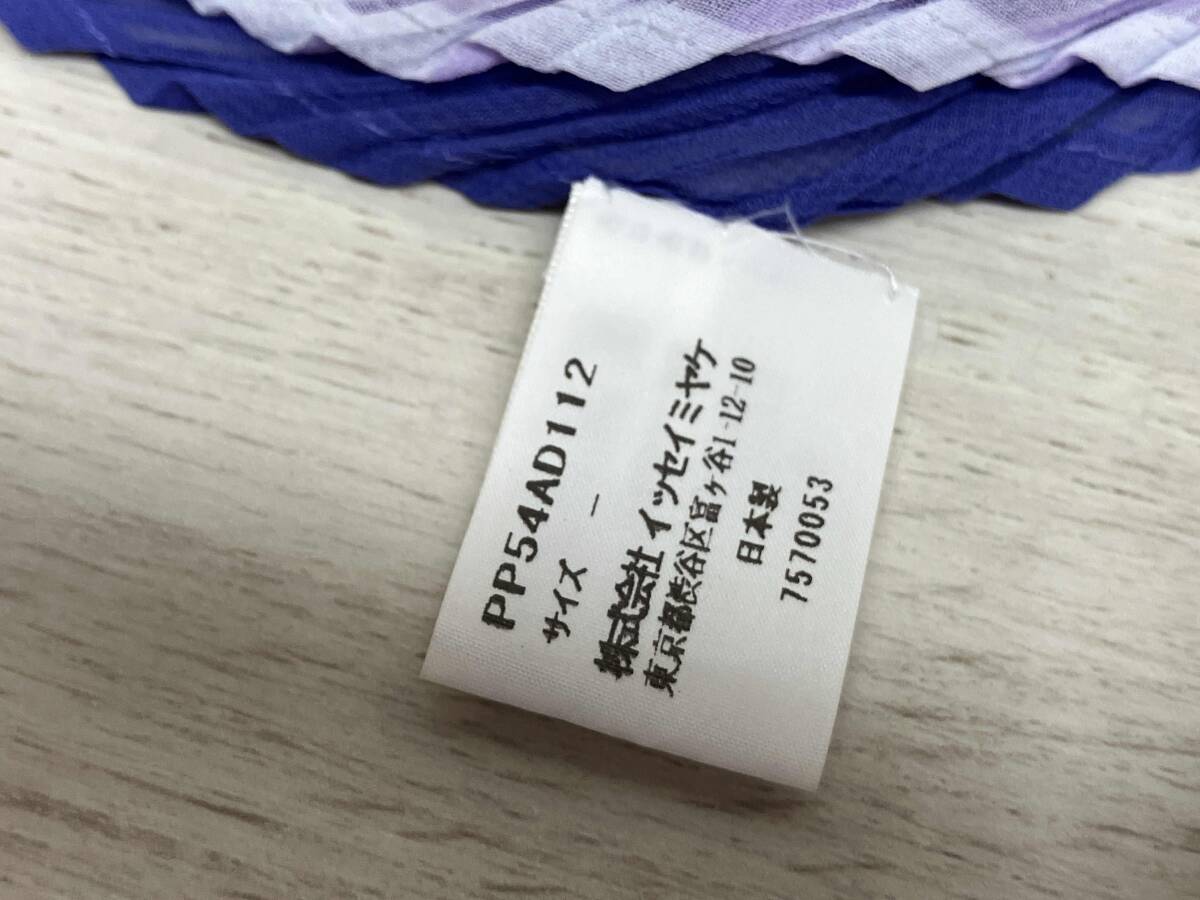 PP54AD112
サイズ －
株式会社イッセイミヤケ
東京都渋谷区富ヶ谷1-12-10
日本製
7570053